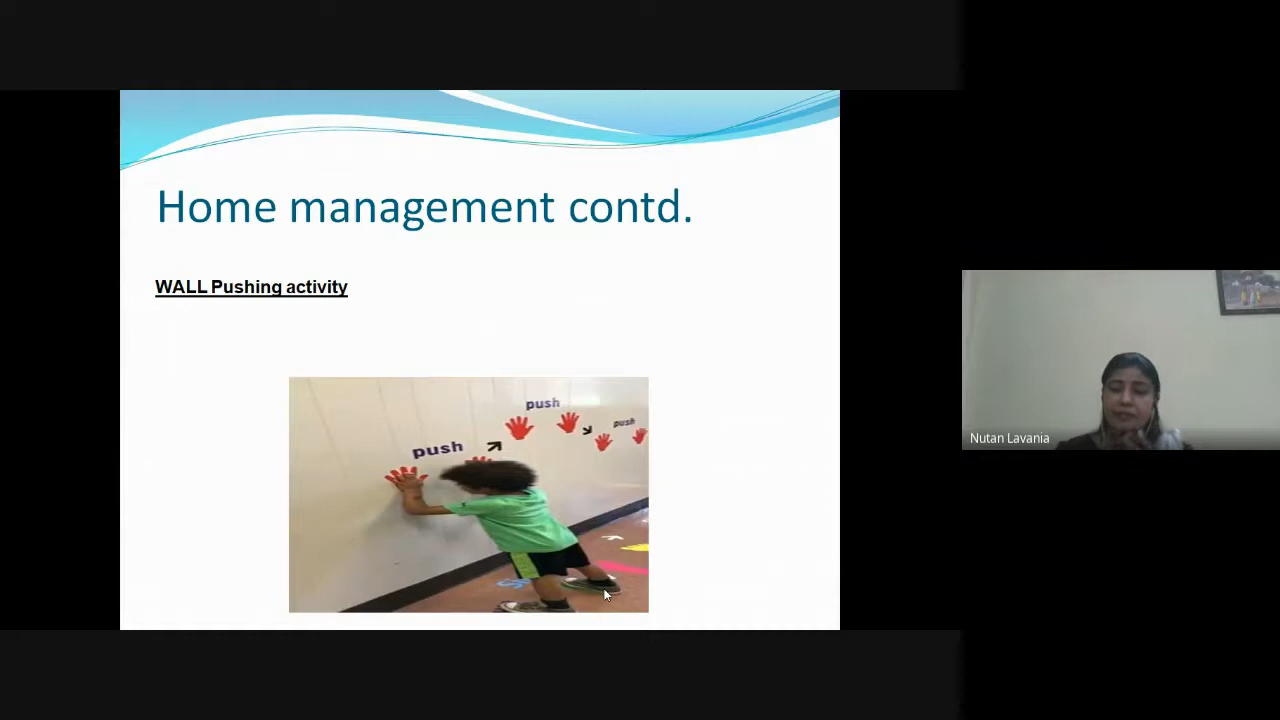 Home management contd.
WALL Pushing activity
push
push
push
Nutan Lavania